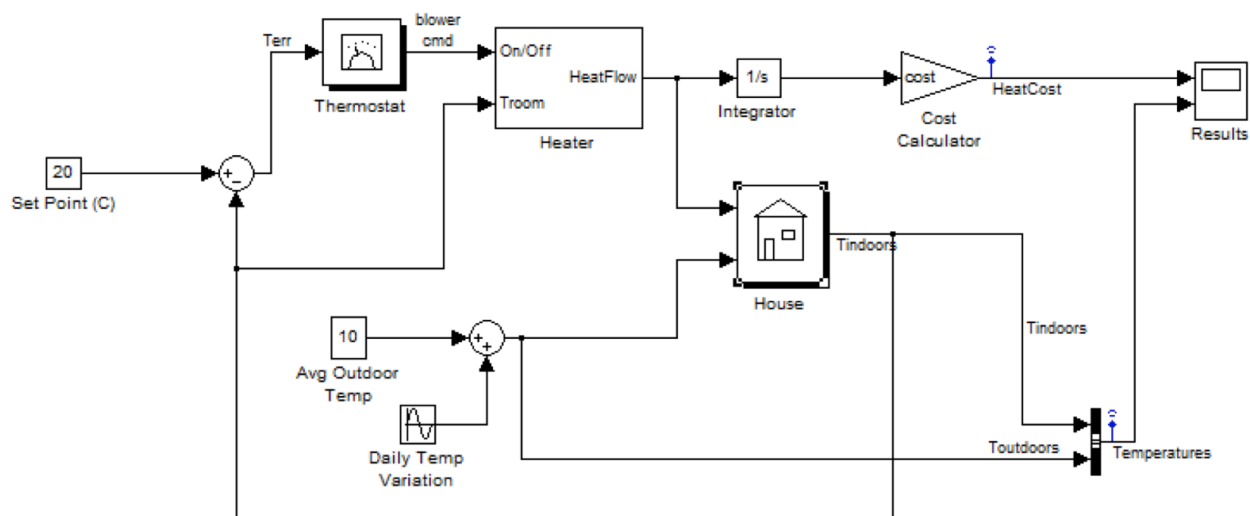 blower
cmd
Terr
On/Off
HeatFlow
Troom
Thermostat
Heater
1/s
Integrator
cost
Cost
Calculator
HeatCost
Results
20
Set Point (C)
+
−
Tindoors
House
Tindoors
10
+
+
Avg Outdoor
Temp
Daily Temp
Variation
Toutdoors
Temperatures